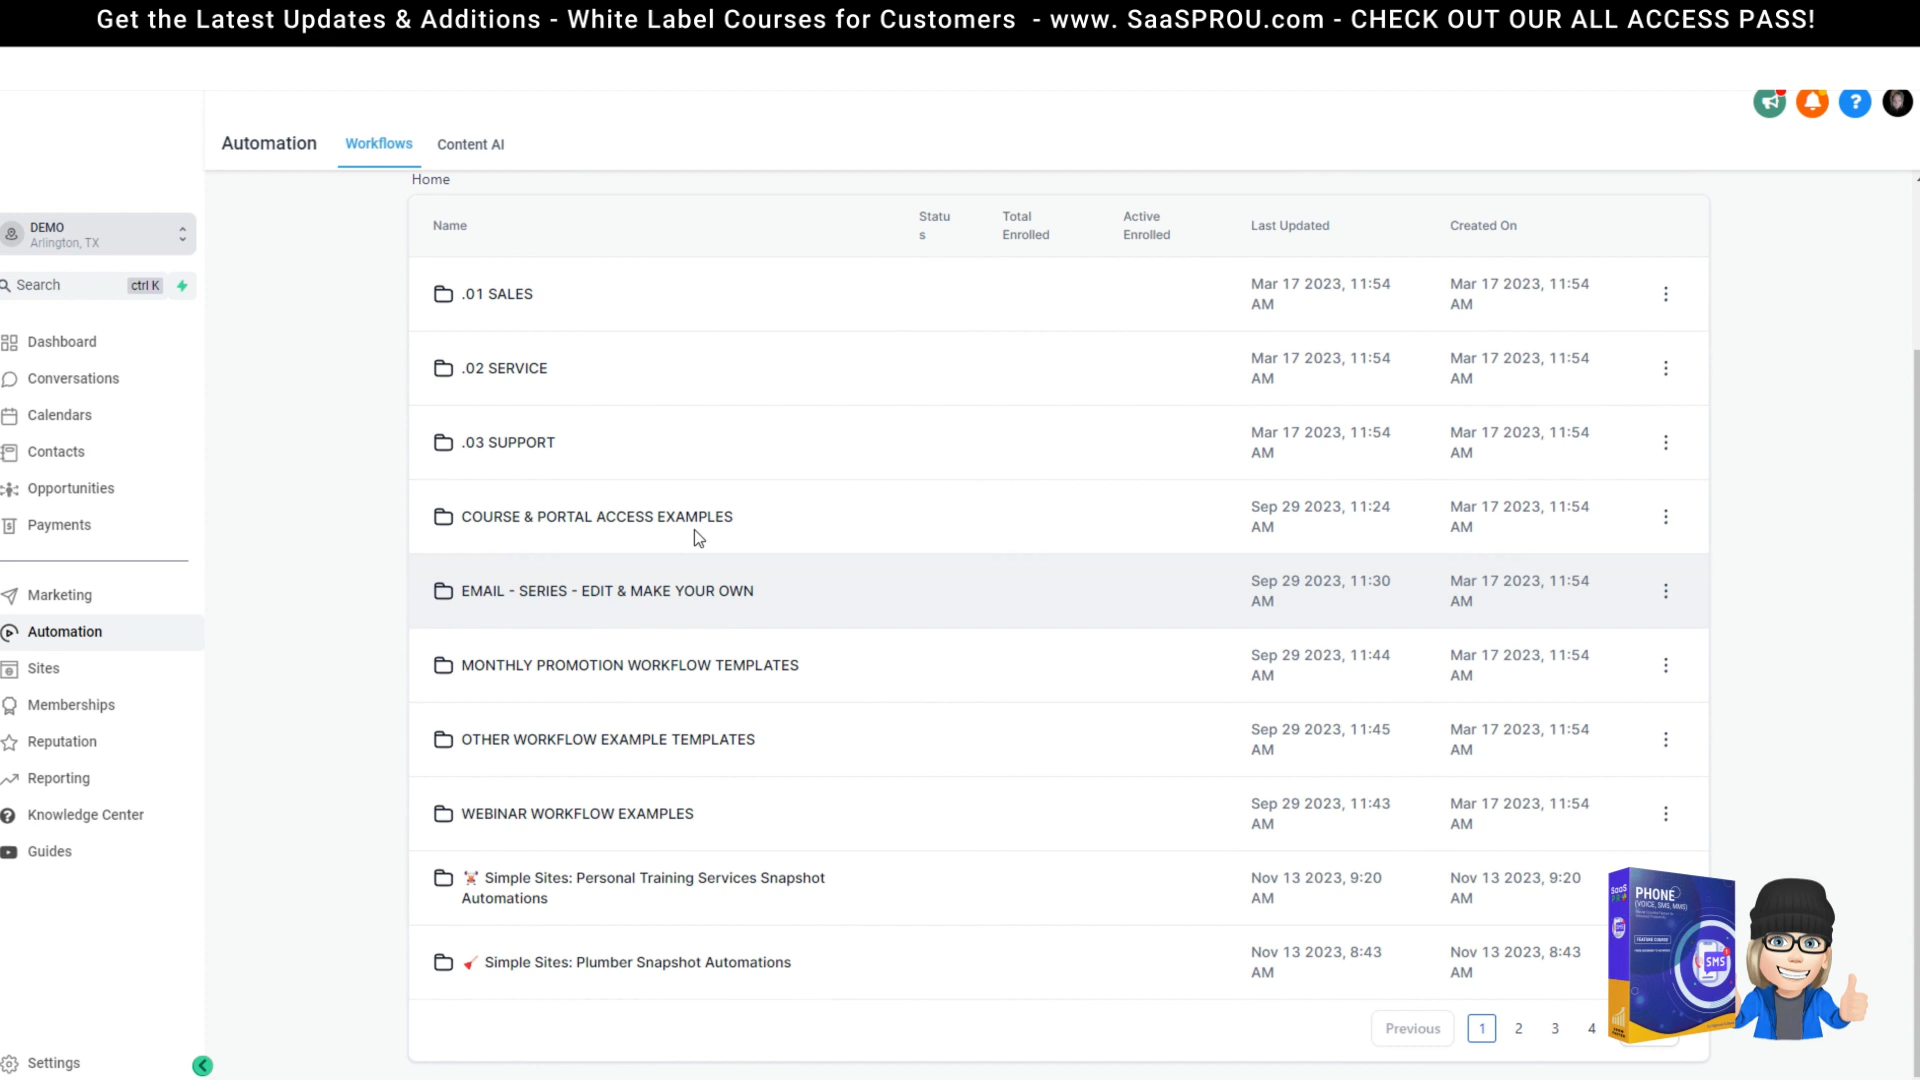 Get the Latest Updates & Additions - White Label Courses for Customers - www. SaaSPROU.com - CHECK OUT OUR ALL ACCESS PASS!
Automation
Workflows
Content AI
Home
DEMO
Arlington, TX
Search
ctrl K
Dashboard
Conversations
Calendars
Contacts
Opportunities
Payments
Marketing
Automation
Sites
Memberships
Reputation
Reporting
Knowledge Center
Guides
Settings
Name
Statu
s
Total
Enrolled
Active
Enrolled
Last Updated
Created On
.01 SALES
Mar 17 2023, 11:54
AM
Mar 17 2023, 11:54
AM
.02 SERVICE
Mar 17 2023, 11:54
AM
Mar 17 2023, 11:54
AM
.03 SUPPORT
Mar 17 2023, 11:54
AM
Mar 17 2023, 11:54
AM
COURSE & PORTAL ACCESS EXAMPLES
Sep 29 2023, 11:24
AM
Mar 17 2023, 11:54
AM
EMAIL - SERIES - EDIT & MAKE YOUR OWN
Sep 29 2023, 11:30
AM
Mar 17 2023, 11:54
AM
MONTHLY PROMOTION WORKFLOW TEMPLATES
Sep 29 2023, 11:44
AM
Mar 17 2023, 11:54
AM
OTHER WORKFLOW EXAMPLE TEMPLATES
Sep 29 2023, 11:45
AM
Mar 17 2023, 11:54
AM
WEBINAR WORKFLOW EXAMPLES
Sep 29 2023, 11:43
AM
Mar 17 2023, 11:54
AM
Simple Sites: Personal Training Services Snapshot
Automations
Nov 13 2023, 9:20
AM
Nov 13 2023, 9:20
AM
Simple Sites: Plumber Snapshot Automations
Nov 13 2023, 8:43
AM
Nov 13 2023, 8:43
AM
Previous
1
2
3
4
SaaS
PHONE
(VOICE, SMS, MMS)
FEATURE COURSE
SMS